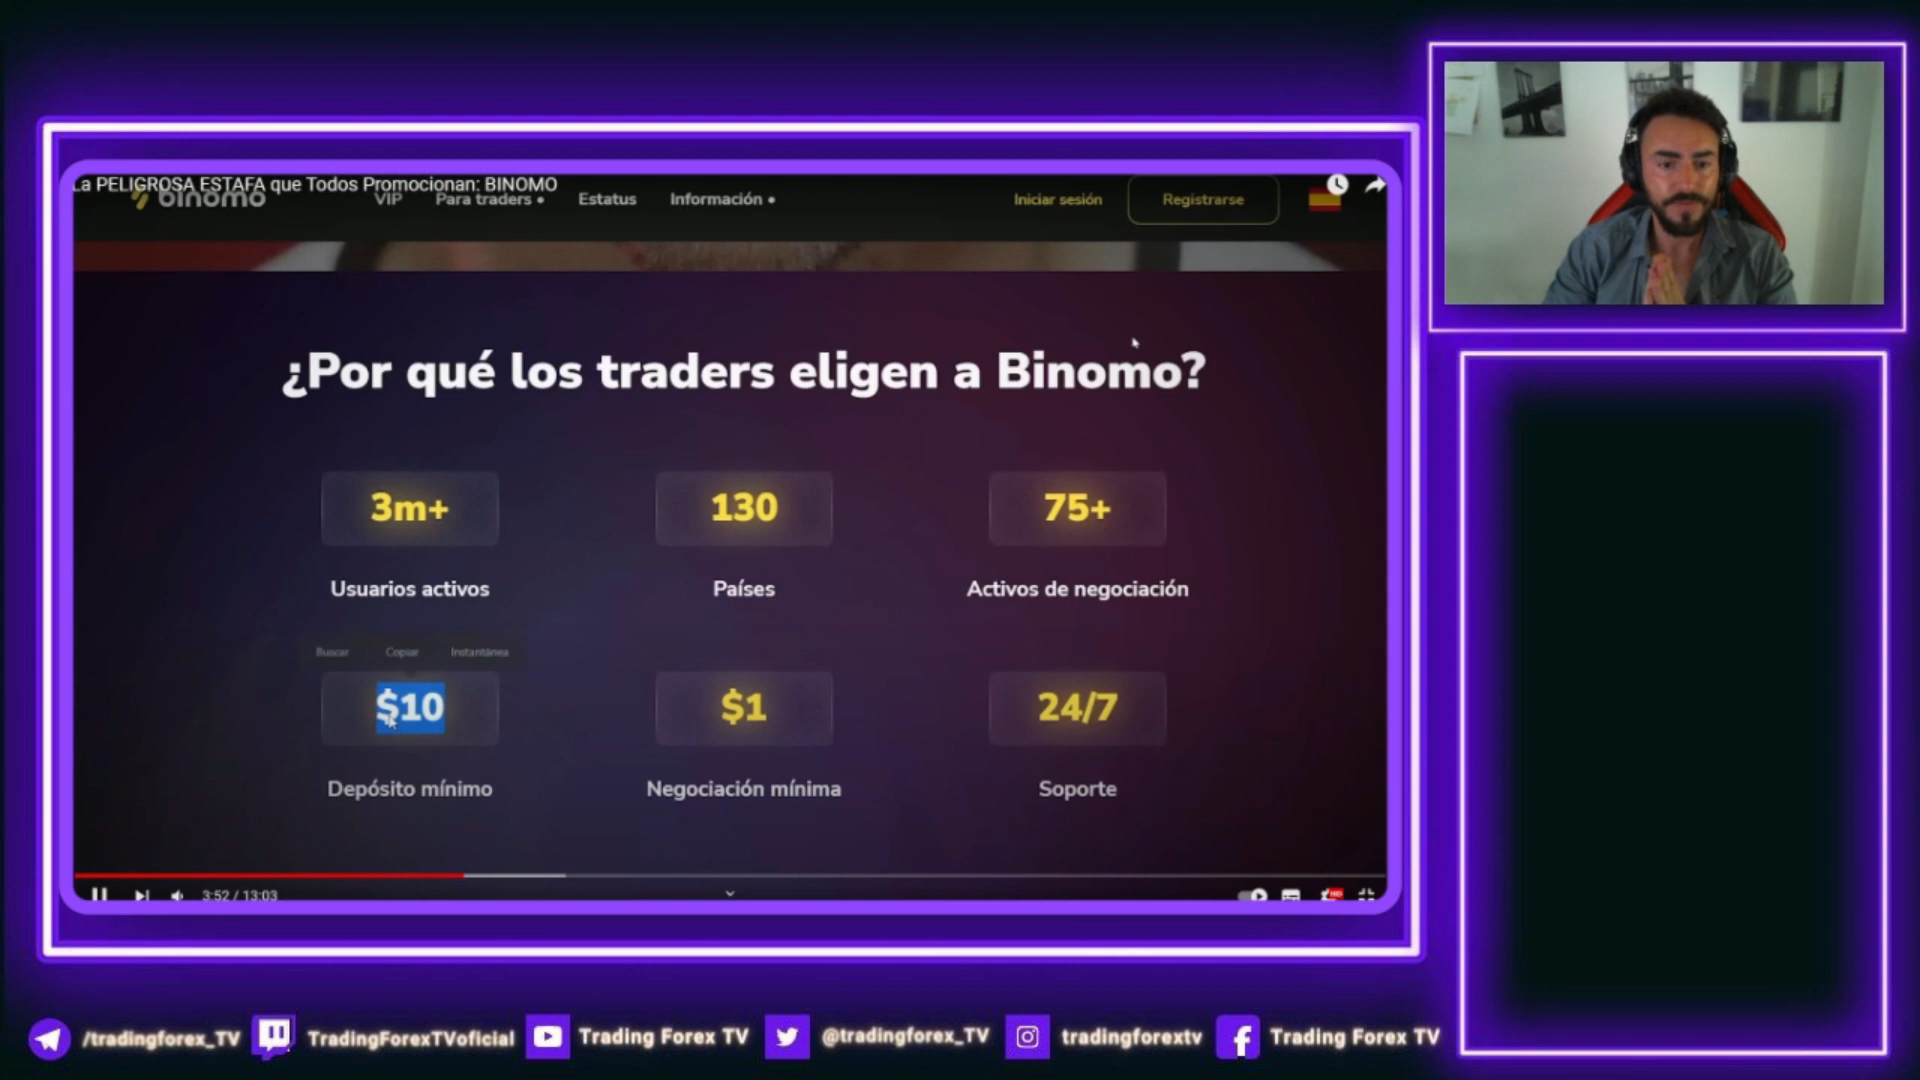 La PELIGROSA ESTAFA que Todos Promocionan: BINOMO
binomo VIP Para traders • Estatus Información • Iniciar sesión Registrarse
¿Por qué los traders eligen a Binomo?
3m+ 130 75+
Usuarios activos Países Activos de negociación
Buscar Copiar Instantánea
$10 $1 24/7
Depósito mínimo Negociación mínima Soporte
3:52 / 13:03 HD
/tradingforex_TV TradingForexTVoficial Trading Forex TV @tradingforex_TV tradingforextv Trading Forex TV